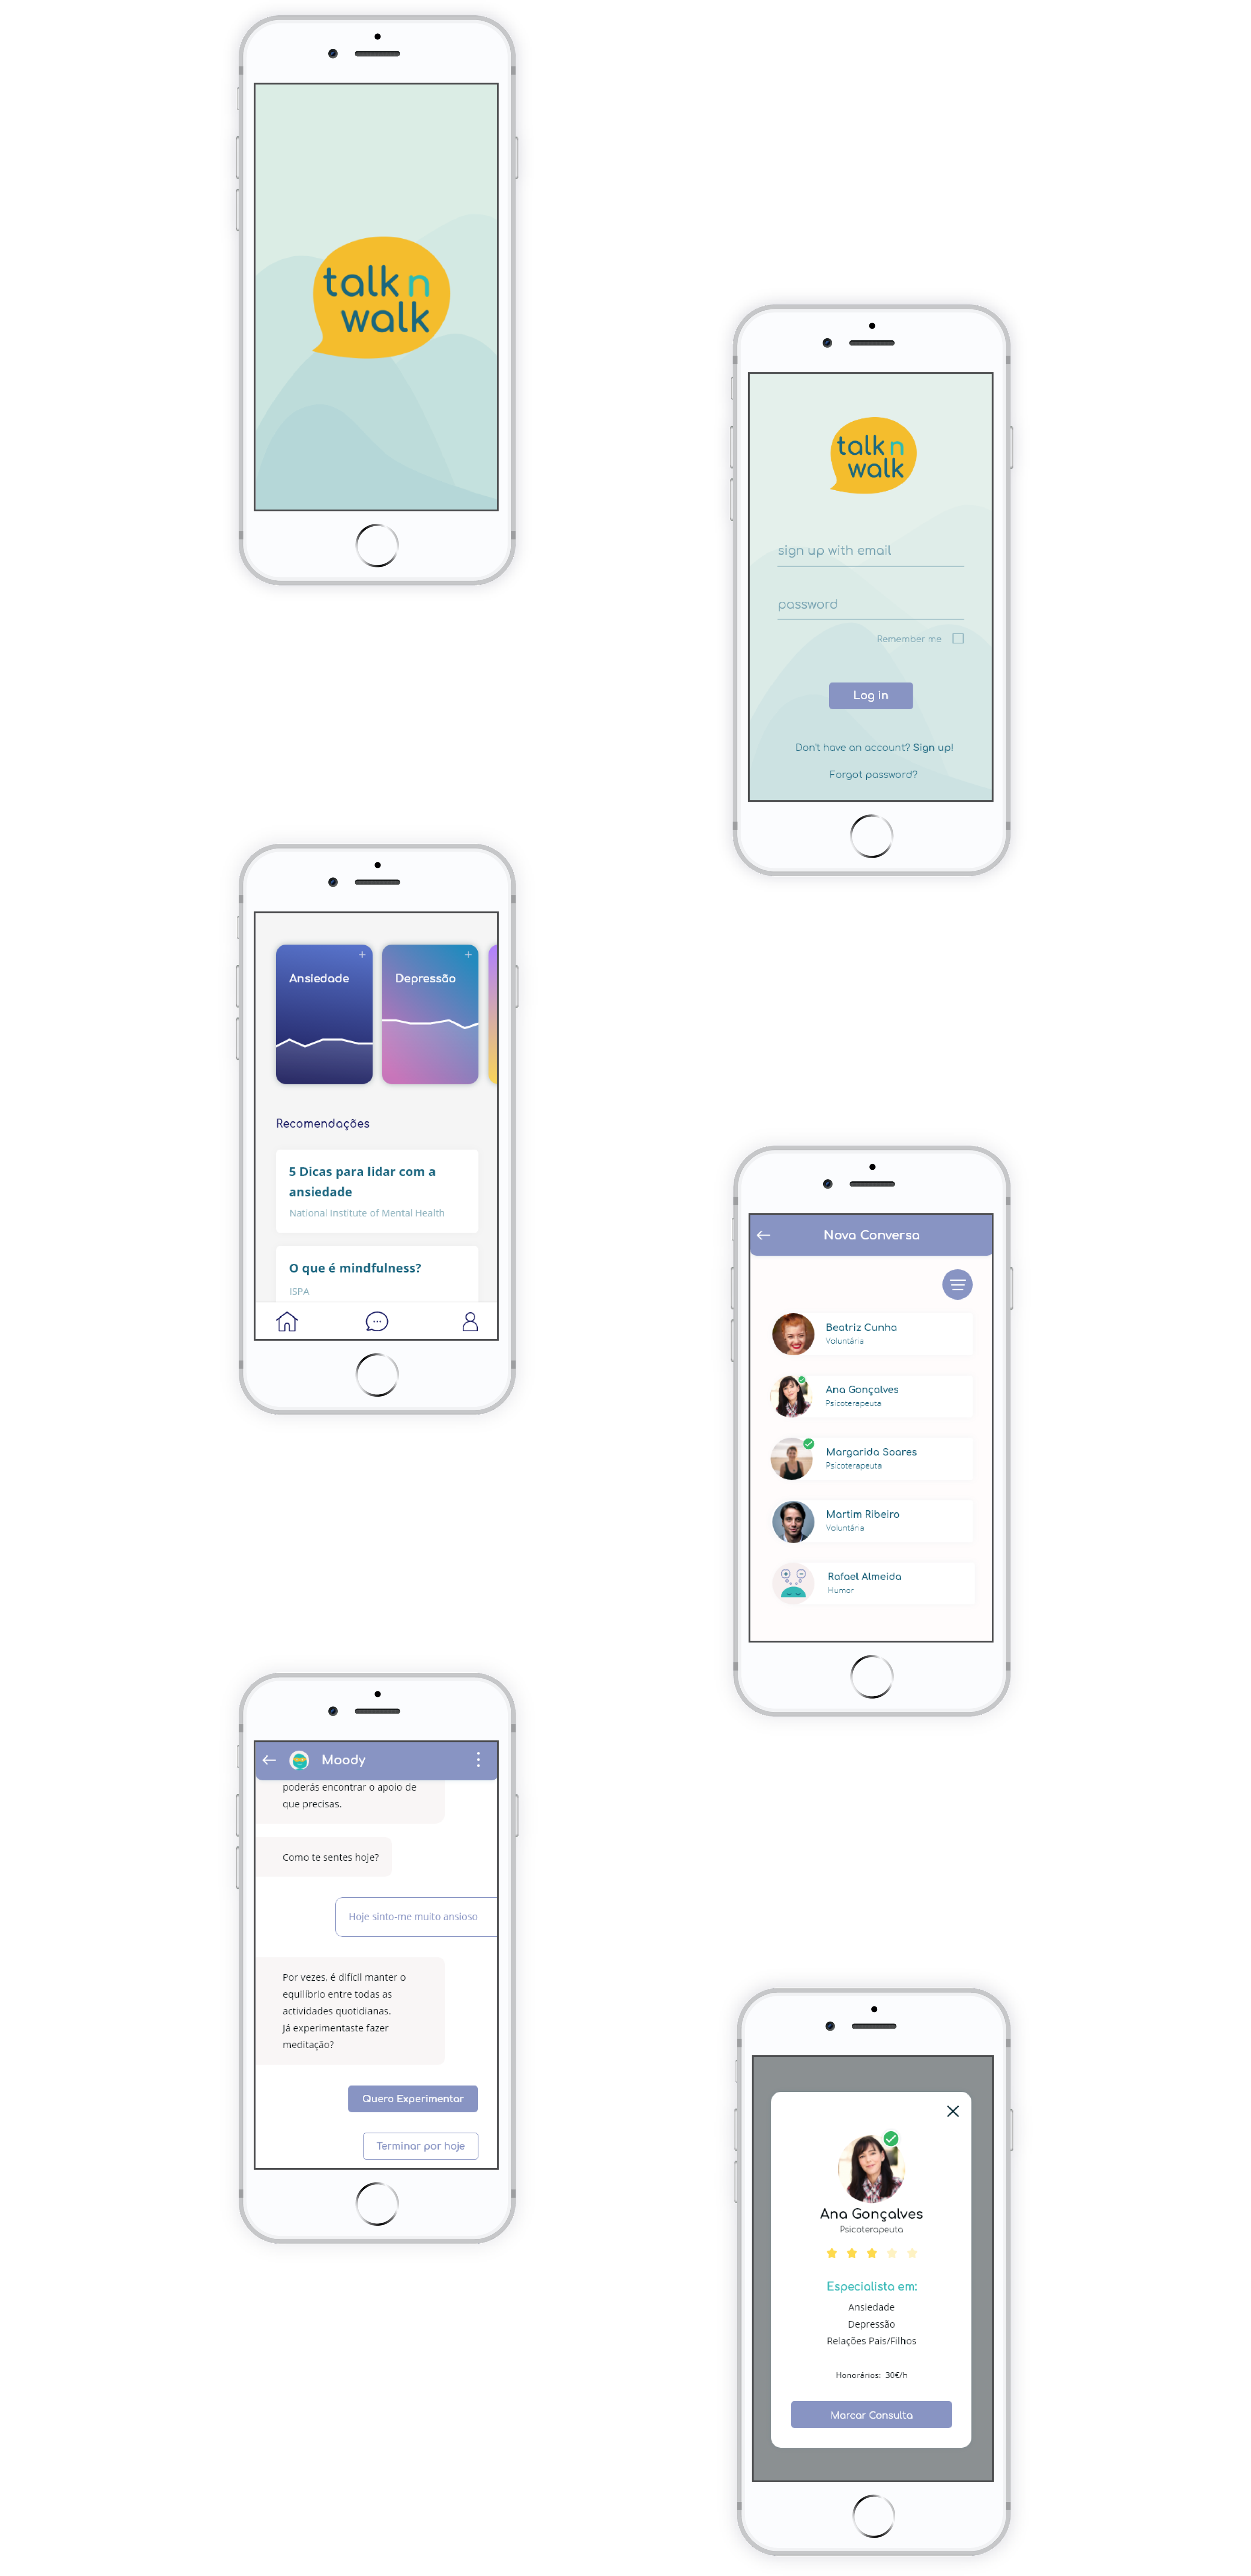 talk n
walk
talk n
walk
sign up with email
password
Remember me
Log in
Don't have an account? Sign up!
Forgot password?
Ansiedade
Depressão
Recomendações
5 Dicas para lidar com a
ansiedade
National Institute of Mental Health
O que é mindfulness?
ISPA
Nova Conversa
Beatriz Cunha
Voluntária
Ana Gonçalves
Psicoterapeuta
Margarida Soares
Psicoterapeuta
Martim Ribeiro
Voluntária
Rafael Almeida
Humor
Moody
poderás encontrar o apoio de
que precisas.
Como te sentes hoje?
Hoje sinto-me muito ansioso
Por vezes, é difícil manter o
equilíbrio entre todas as
actividades quotidianas.
Já experimentaste fazer
meditação?
Quero Experimentar
Terminar por hoje
Ana Gonçalves
Psicoterapeuta
Especialista em:
Ansiedade
Depressão
Relações Pais/Filhos
Honorários: 30€/h
Marcar Consulta